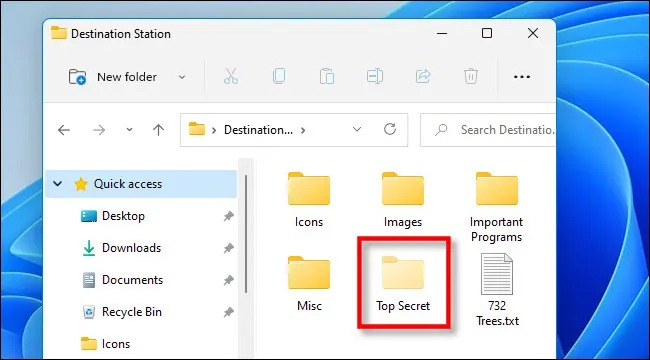 Destination Station
New folder
Destination...
Search Destinatio...
Quick access
Desktop
Downloads
Documents
Recycle Bin
Icons
Icons
Images
Important
Programs
Misc
Top Secret
732
Trees.txt